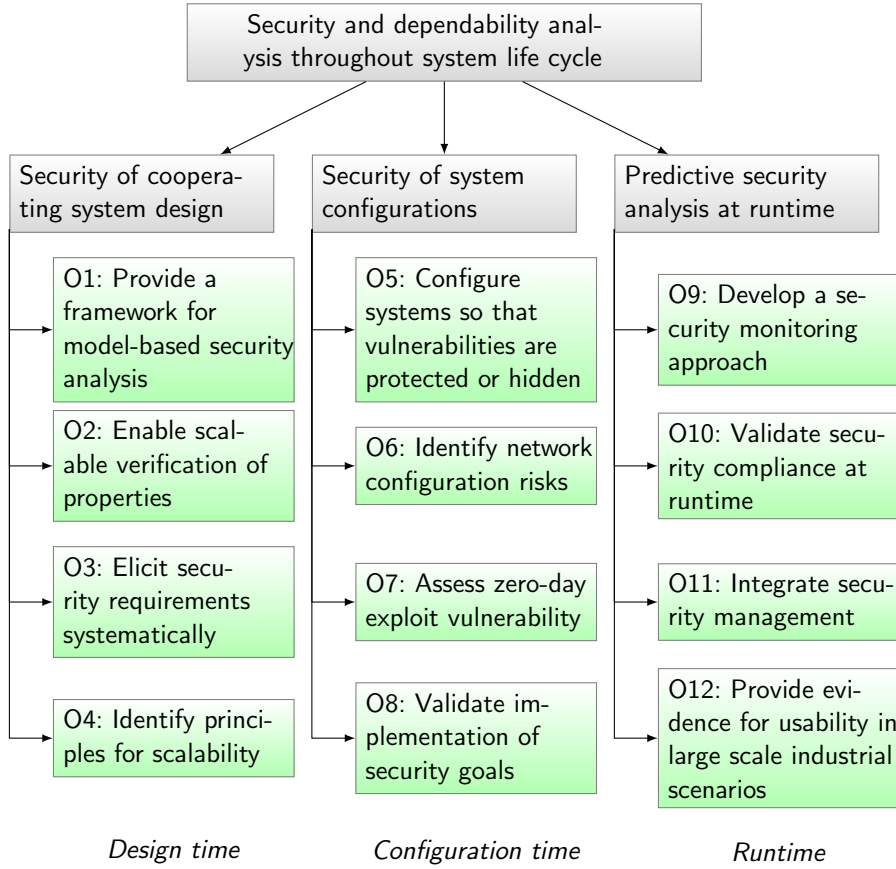 Security and dependability anal-
ysis throughout system life cycle
Security of coopera-
ting system design
Security of system
configurations
Predictive security
analysis at runtime
O1: Provide a
framework for
model-based security
analysis
O2: Enable scal-
able verification of
properties
O3: Elicit secu-
rity requirements
systematically
O4: Identify princi-
ples for scalability
O5: Configure
systems so that
vulnerabilities are
protected or hidden
O6: Identify network
configuration risks
O7: Assess zero-day
exploit vulnerability
O8: Validate im-
plementation of
security goals
O9: Develop a se-
curity monitoring
approach
O10: Validate secu-
rity compliance at
runtime
O11: Integrate secu-
rity management
O12: Provide evi-
dence for usability in
large scale industrial
scenarios
Design time
Configuration time
Runtime